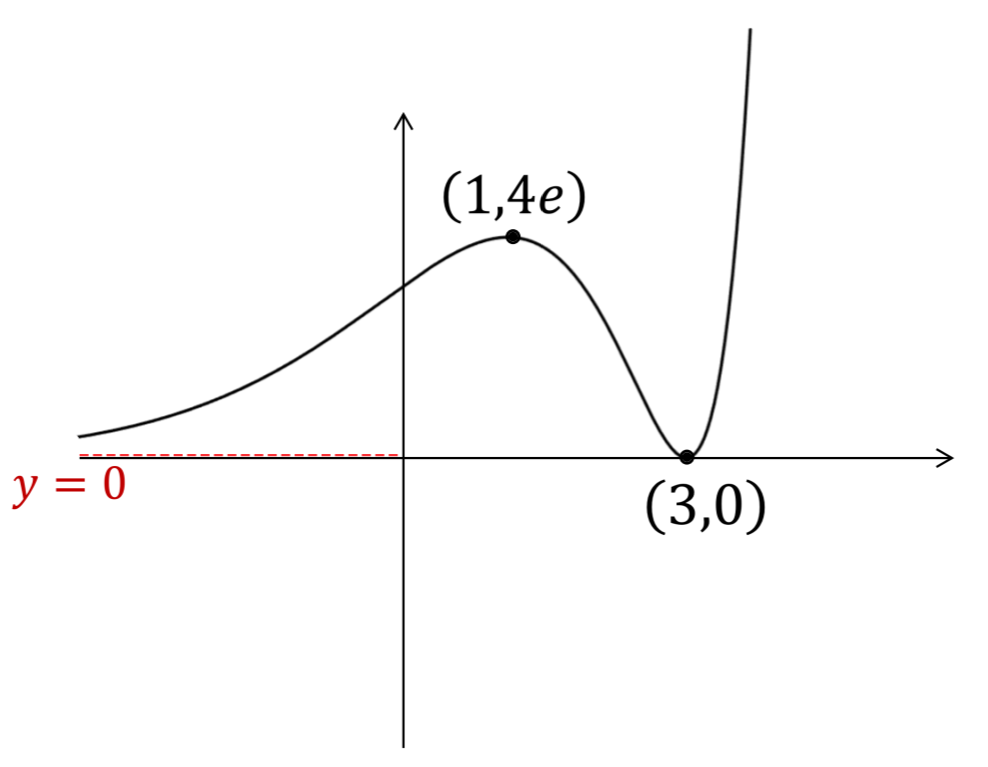 (1,4e)
y = 0
(3,0)